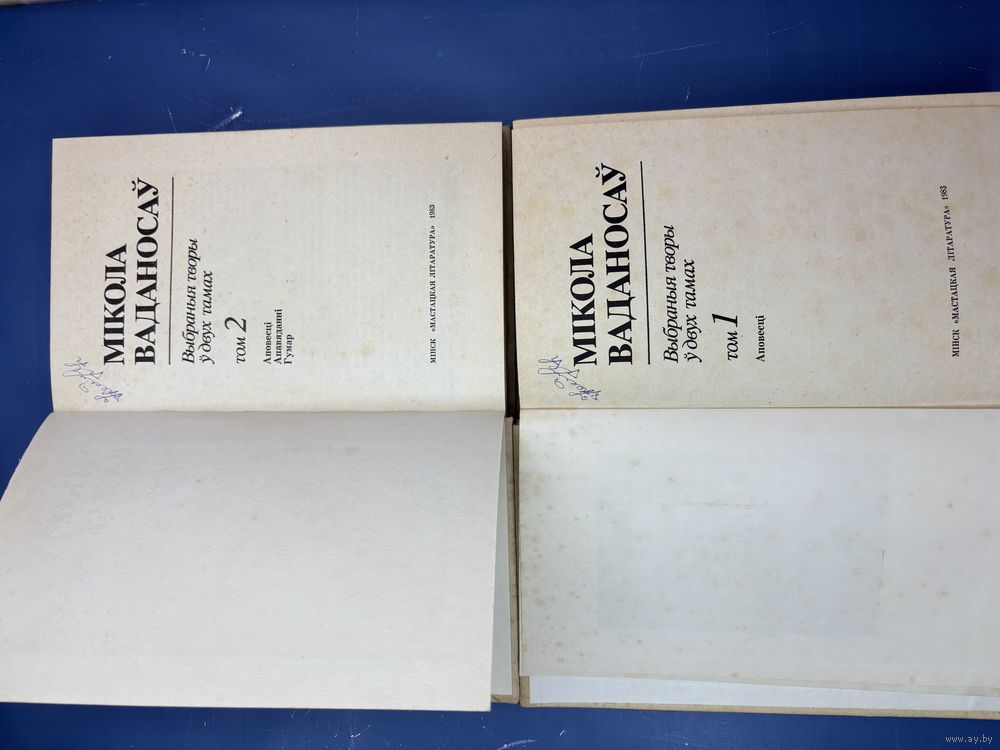 МІКОЛА
ВАДАНОСАЎ
Выбраныя творы
ў двух тамах
том 2
Аповесці
Апавяданні
Гумар
МІНСК «МАСТАЦКАЯ ЛІТАРАТУРА» 1983
МІКОЛА
ВАДАНОСАЎ
Выбраныя творы
ў двух тамах
том 1
Аповесці
МІНСК «МАСТАЦКАЯ ЛІТАРАТУРА» 1983
www.ay.by